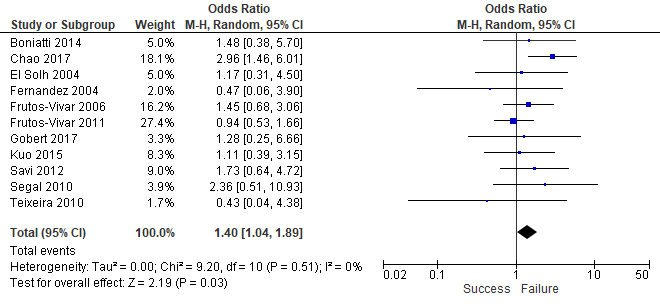 Odds Ratio Odds Ratio
Study or Subgroup Weight M-H, Random, 95% CI M-H, Random, 95% CI
Boniatti 2014 5.0% 1.48 [0.38, 5.70]
Chao 2017 18.1% 2.96 [1.46, 6.01]
El Solh 2004 5.0% 1.17 [0.31, 4.50]
Fernandez 2004 2.0% 0.47 [0.06, 3.90]
Frutos-Vivar 2006 16.2% 1.45 [0.68, 3.06]
Frutos-Vivar 2011 27.4% 0.94 [0.53, 1.66]
Gobert 2017 3.3% 1.28 [0.25, 6.66]
Kuo 2015 8.3% 1.11 [0.39, 3.15]
Savi 2012 9.0% 1.73 [0.64, 4.72]
Segal 2010 3.9% 2.36 [0.51, 10.93]
Teixeira 2010 1.7% 0.43 [0.04, 4.38]
Total (95% CI) 100.0% 1.40 [1.04, 1.89]
Total events
Heterogeneity: Tau² = 0.00; Chi² = 9.20, df = 10 (P = 0.51); I² = 0%
Test for overall effect: Z = 2.19 (P = 0.03)
0.02 0.1 1 10 50
Success Failure